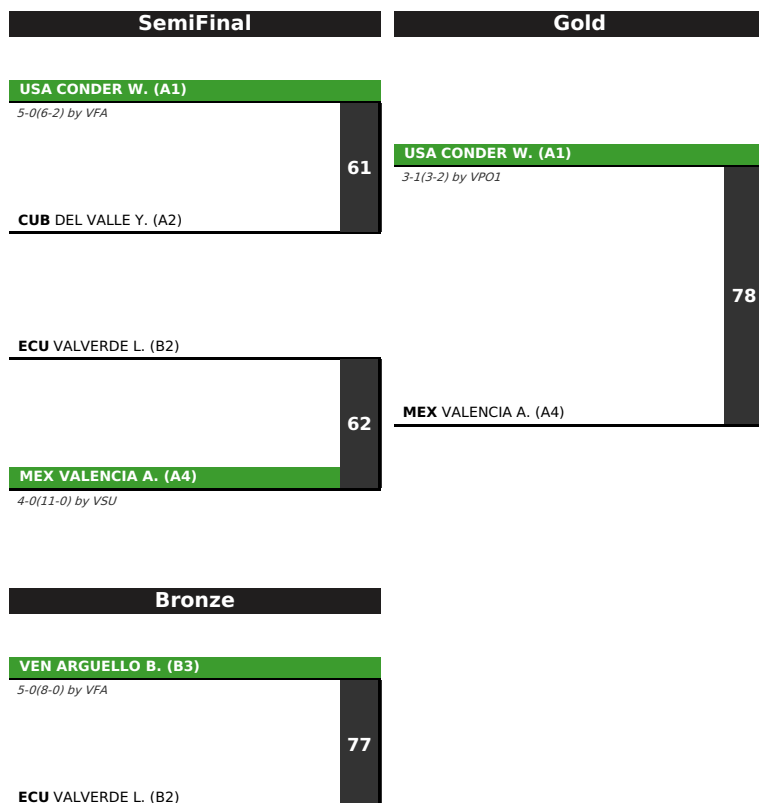 SemiFinal
Gold
USA CONDER W. (A1)
5-0(6-2) by VFA
61
CUB DEL VALLE Y. (A2)
USA CONDER W. (A1)
3-1(3-2) by VPO1
78
MEX VALENCIA A. (A4)
ECU VALVERDE L. (B2)
62
MEX VALENCIA A. (A4)
4-0(11-0) by VSU
Bronze
VEN ARGUELLO B. (B3)
5-0(8-0) by VFA
77
ECU VALVERDE L. (B2)